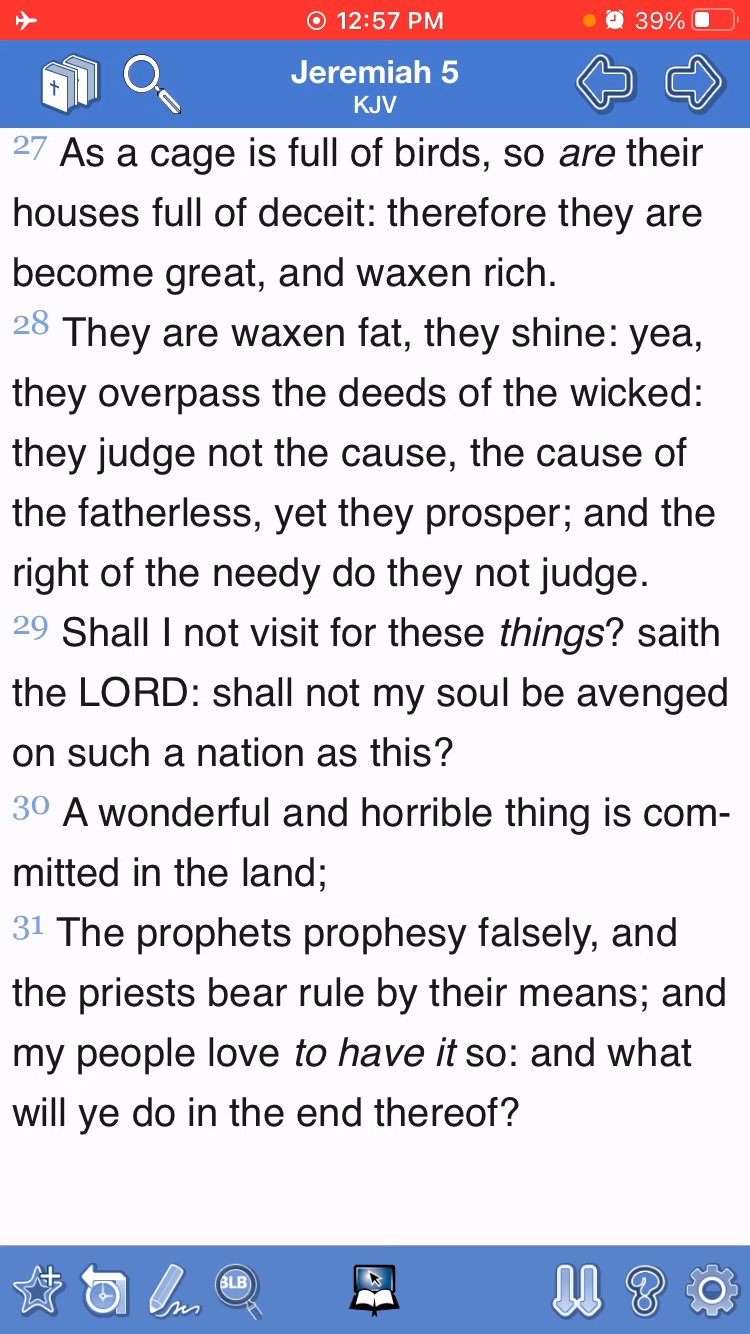 12:57 PM
39%
Jeremiah 5
KJV
27 As a cage is full of birds, so are their
houses full of deceit: therefore they are
become great, and waxen rich.
28 They are waxen fat, they shine: yea,
they overpass the deeds of the wicked:
they judge not the cause, the cause of
the fatherless, yet they prosper; and the
right of the needy do they not judge.
29 Shall I not visit for these things? saith
the LORD: shall not my soul be avenged
on such a nation as this?
30 A wonderful and horrible thing is com-
mitted in the land;
31 The prophets prophesy falsely, and
the priests bear rule by their means; and
my people love to have it so: and what
will ye do in the end thereof?
BLB